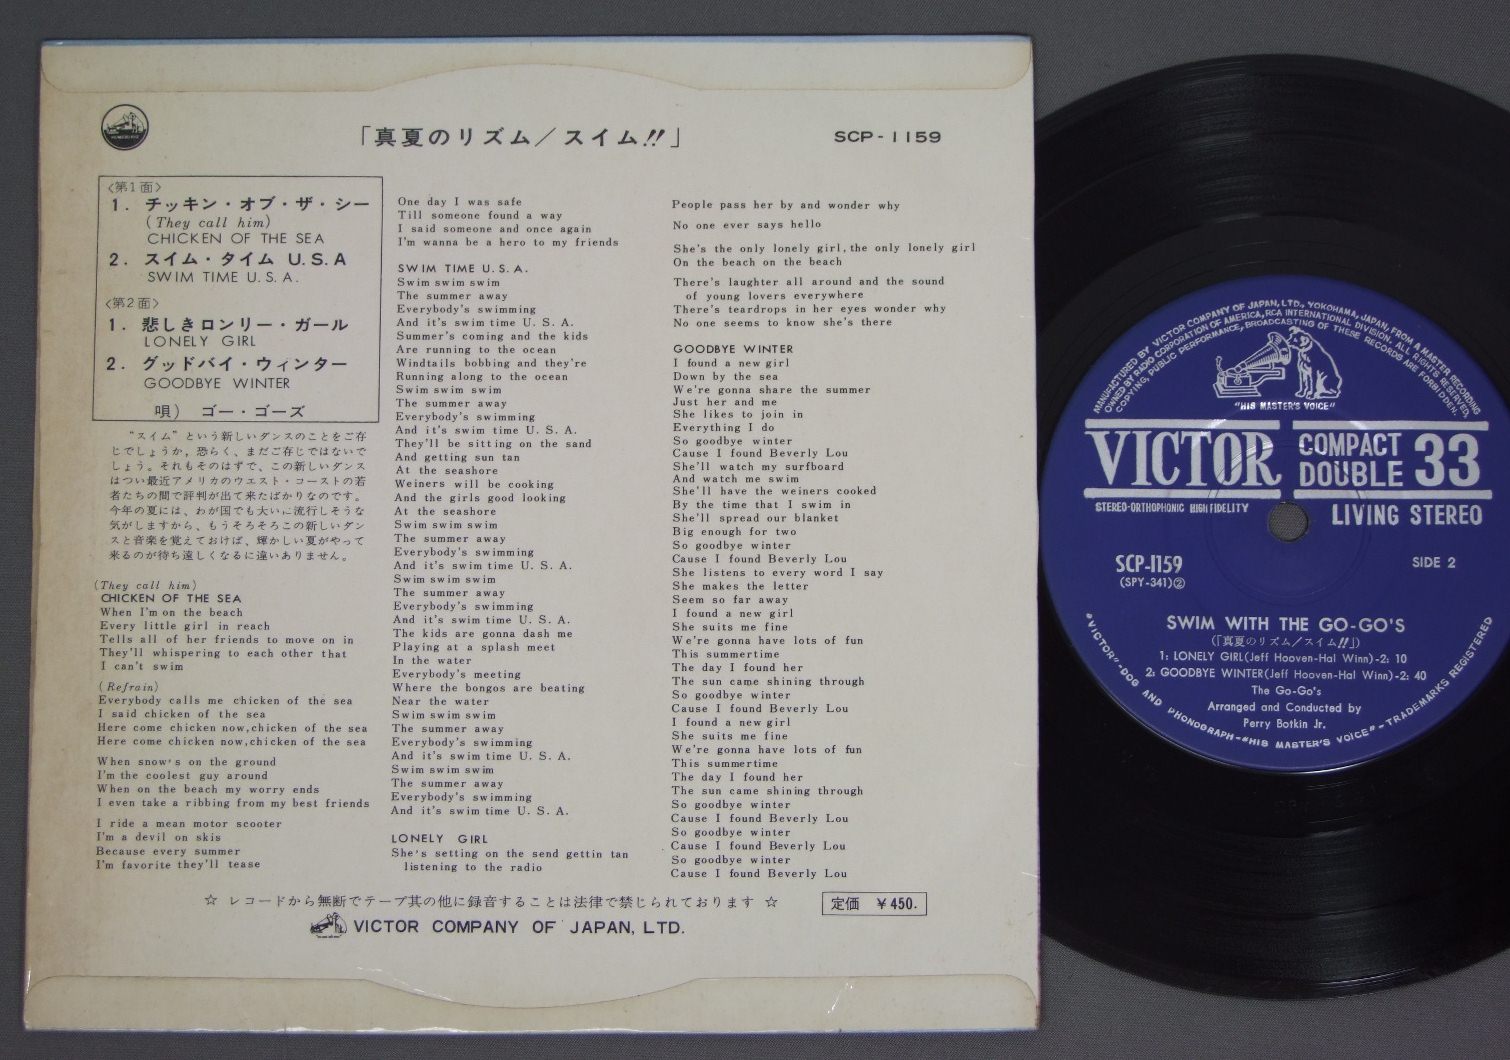 「真夏のリズム／スイム!!」
SCP-1159
〈第1面〉
1. チッキン・オブ・ザ・シー
(They call him)
CHICKEN OF THE SEA
2. スイム・タイム U.S.A
SWIM TIME U.S.A.
〈第2面〉
1. 悲しきロンリー・ガール
LONELY GIRL
2. グッドバイ・ウィンター
GOODBYE WINTER
唄） ゴー・ゴーズ
“スイム”という新しいダンスのことをご存
じでしょうか。恐らく、まだご存じではないで
しょう。それもそのはずで、この新しいダンス
はつい最近アメリカのウエスト・コーストの若
者たちの間で評判が出て来たばかりなのです。
今年の夏には、わが国でも大いに流行しそうな
気がしますから、もうそろそろこの新しいダン
スと音楽を覚えておけば、輝かしい夏がやって
来るのが待ち遠しくなるに違いありません。
(They call him)
CHICKEN OF THE SEA
When I'm on the beach
Every little girl in reach
Tells all of her friends to move on in
They'll whispering to each other that
I can't swim
(Refrain)
Everybody calls me chicken of the sea
I said chicken of the sea
Here come chicken now,chicken of the sea
Here come chicken now,chicken of the sea
When snow's on the ground
I'm the coolest guy around
When on the beach my worry ends
I even take a ribbing from my best friends
I ride a mean motor scooter
I'm a devil on skis
Because every summer
I'm favorite they'll tease
One day I was safe
Till someone found a way
I said someone and once again
I'm wanna be a hero to my friends
SWIM TIME U.S.A.
Swim swim swim
The summer away
Everybody's swimming
And it's swim time U. S. A.
Summer's coming and the kids
Are running to the ocean
Windtails bobbing and they're
Running along to the ocean
Swim swim swim
The summer away
Everybody's swimming
And it's swim time U. S. A.
They'll be sitting on the sand
And getting sun tan
At the seashore
Weiners will be cooking
And the girls good looking
At the seashore
Swim swim swim
The summer away
Everybody's swimming
And it's swim time U. S. A.
Swim swim swim
The summer away
Everybody's swimming
And it's swim time U. S. A.
The kids are gonna dash me
Playing at a splash meet
In the water
Everybody's meeting
Where the bongos are beating
Near the water
Swim swim swim
The summer away
Everybody's swimming
And it's swim time U. S. A.
Swim swim swim
The summer away
Everybody's swimming
And it's swim time U. S. A.
LONELY GIRL
She's setting on the send gettin tan
listening to the radio
People pass her by and wonder why
No one ever says hello
She's the only lonely girl,the only lonely girl
On the beach on the beach
There's laughter all around and the sound
of young lovers everywhere
There's teardrops in her eyes wonder why
No one seems to know she's there
GOODBYE WINTER
I found a new girl
Down by the sea
We're gonna share the summer
Just her and me
She likes to join in
Everything I do
So goodbye winter
Cause I found Beverly Lou
She'll watch my surfboard
And watch me swim
She'll have the weiners cooked
By the time that I swim in
She'll spread our blanket
Big enough for two
So goodbye winter
Cause I found Beverly Lou
She listens to every word I say
She makes the letter
Seem so far away
I found a new girl
She suits me fine
We're gonna have lots of fun
This summertime
The day I found her
The sun came shining through
So goodbye winter
Cause I found Beverly Lou
I found a new girl
She suits me fine
We're gonna have lots of fun
This summertime
The day I found her
The sun came shining through
So goodbye winter
Cause I found Beverly Lou
So goodbye winter
Cause I found Beverly Lou
So goodbye winter
Cause I found Beverly Lou
☆ レコードから無断でテープ其の他に録音することは法律で禁じられております ☆
定価 ￥450.
VICTOR COMPANY OF JAPAN, LTD.
MANUFACTURED BY VICTOR COMPANY OF JAPAN, LTD., YOKOHAMA, JAPAN, FROM A MASTER RECORDING
OWNED BY RADIO CORPORATION OF AMERICA, RCA INTERNATIONAL DIVISION. ALL RIGHTS RESERVED.
COPYING, PUBLIC PERFORMANCE, BROADCASTING OF THESE RECORDS ARE FORBIDDEN.
"HIS MASTER'S VOICE"
VICTOR
COMPACT DOUBLE 33
STEREO-ORTHOPHONIC HIGH FIDELITY
LIVING STEREO
SCP-1159
(SPY-341)②
SIDE 2
SWIM WITH THE GO-GO'S
(「真夏のリズム／スイム!!」)
1: LONELY GIRL(Jeff Hooven-Hal Winn)-2: 10
2: GOODBYE WINTER(Jeff Hooven-Hal Winn)-2: 40
The Go-Go's
Arranged and Conducted by
Perry Botkin Jr.
"VICTOR"-DOG AND PHONOGRAPH-"HIS MASTER'S VOICE"-TRADEMARKS REGISTERED